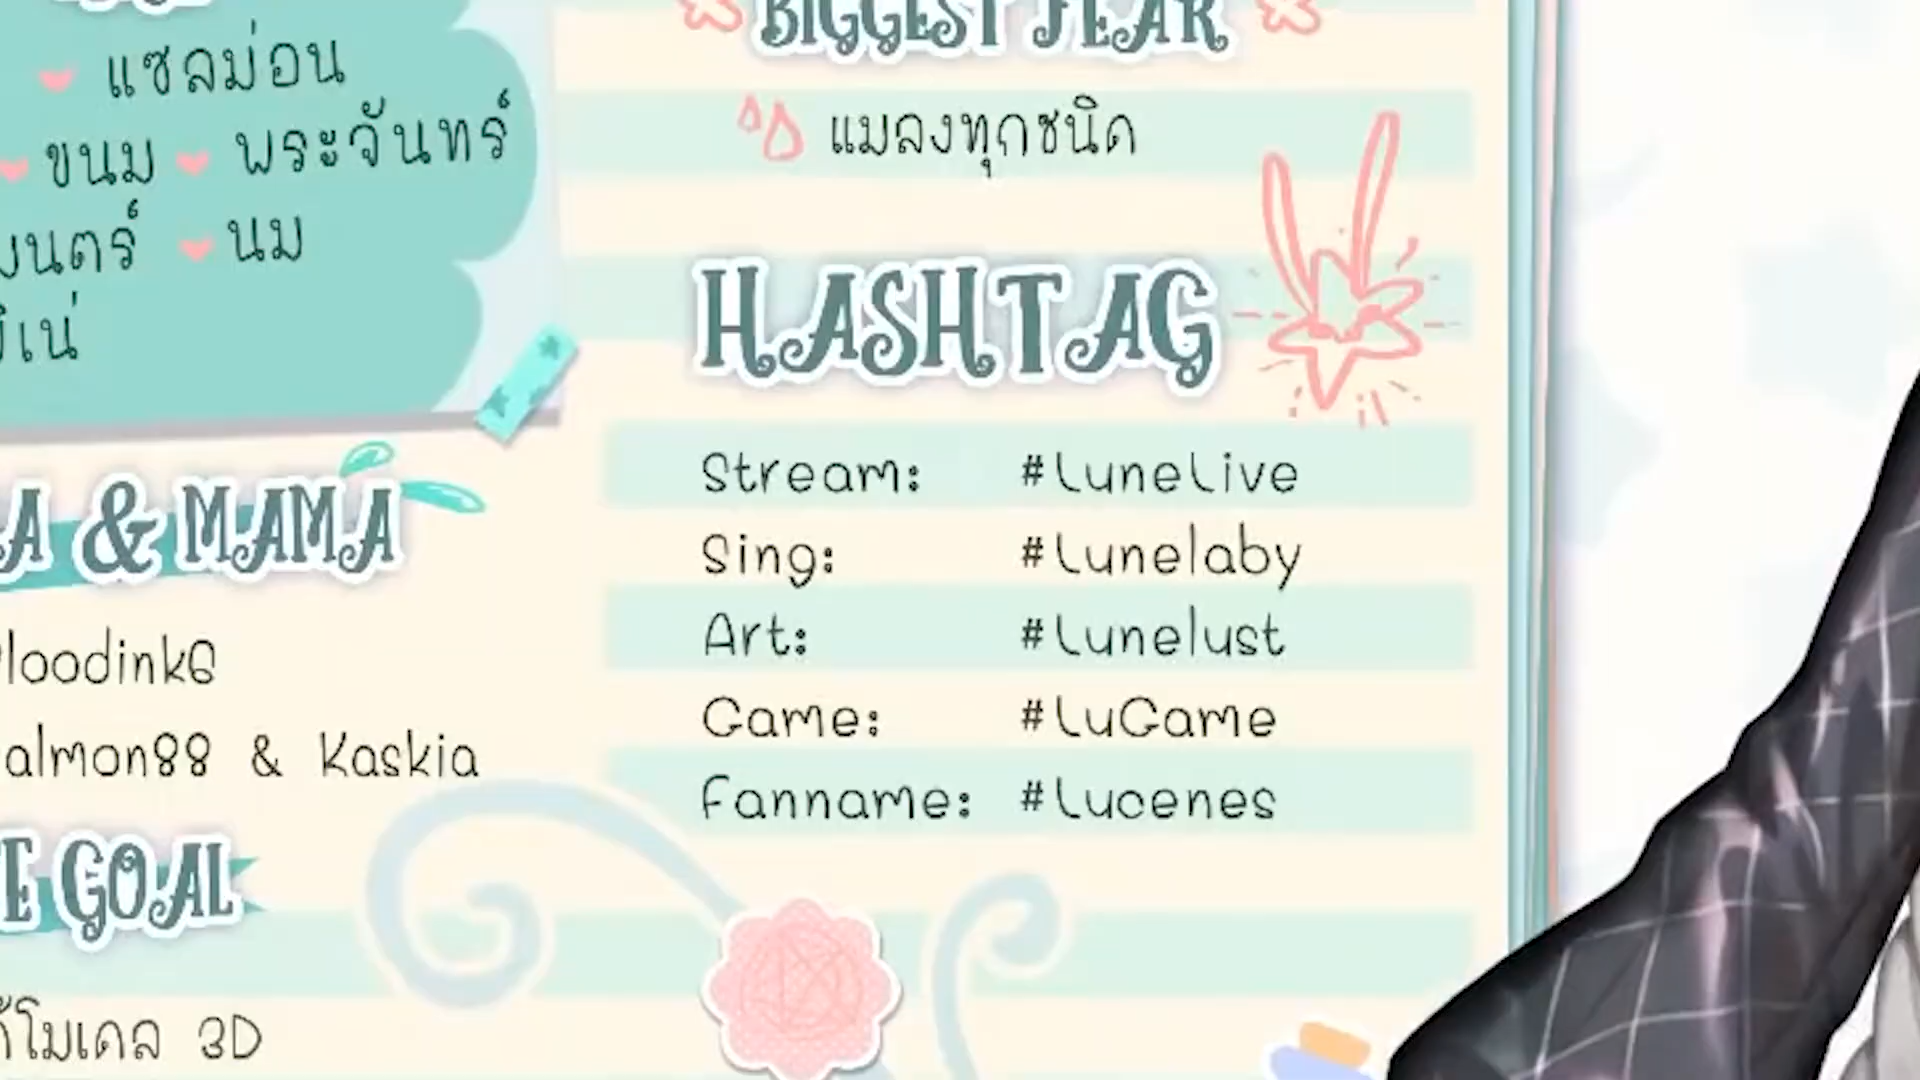 แซลม่อน
ขนม พระจันทร์
นม
& MAMA
loodink6
almon88 & Kaskia
GOAL
โมเดล 3D
BIGGEST FEAR
แมลงทุกชนิด
HASHTAG
Stream: #LuneLive
Sing: #Lunelaby
Art: #Lunelust
Game: #LuGame
Fanname: #Lucenes